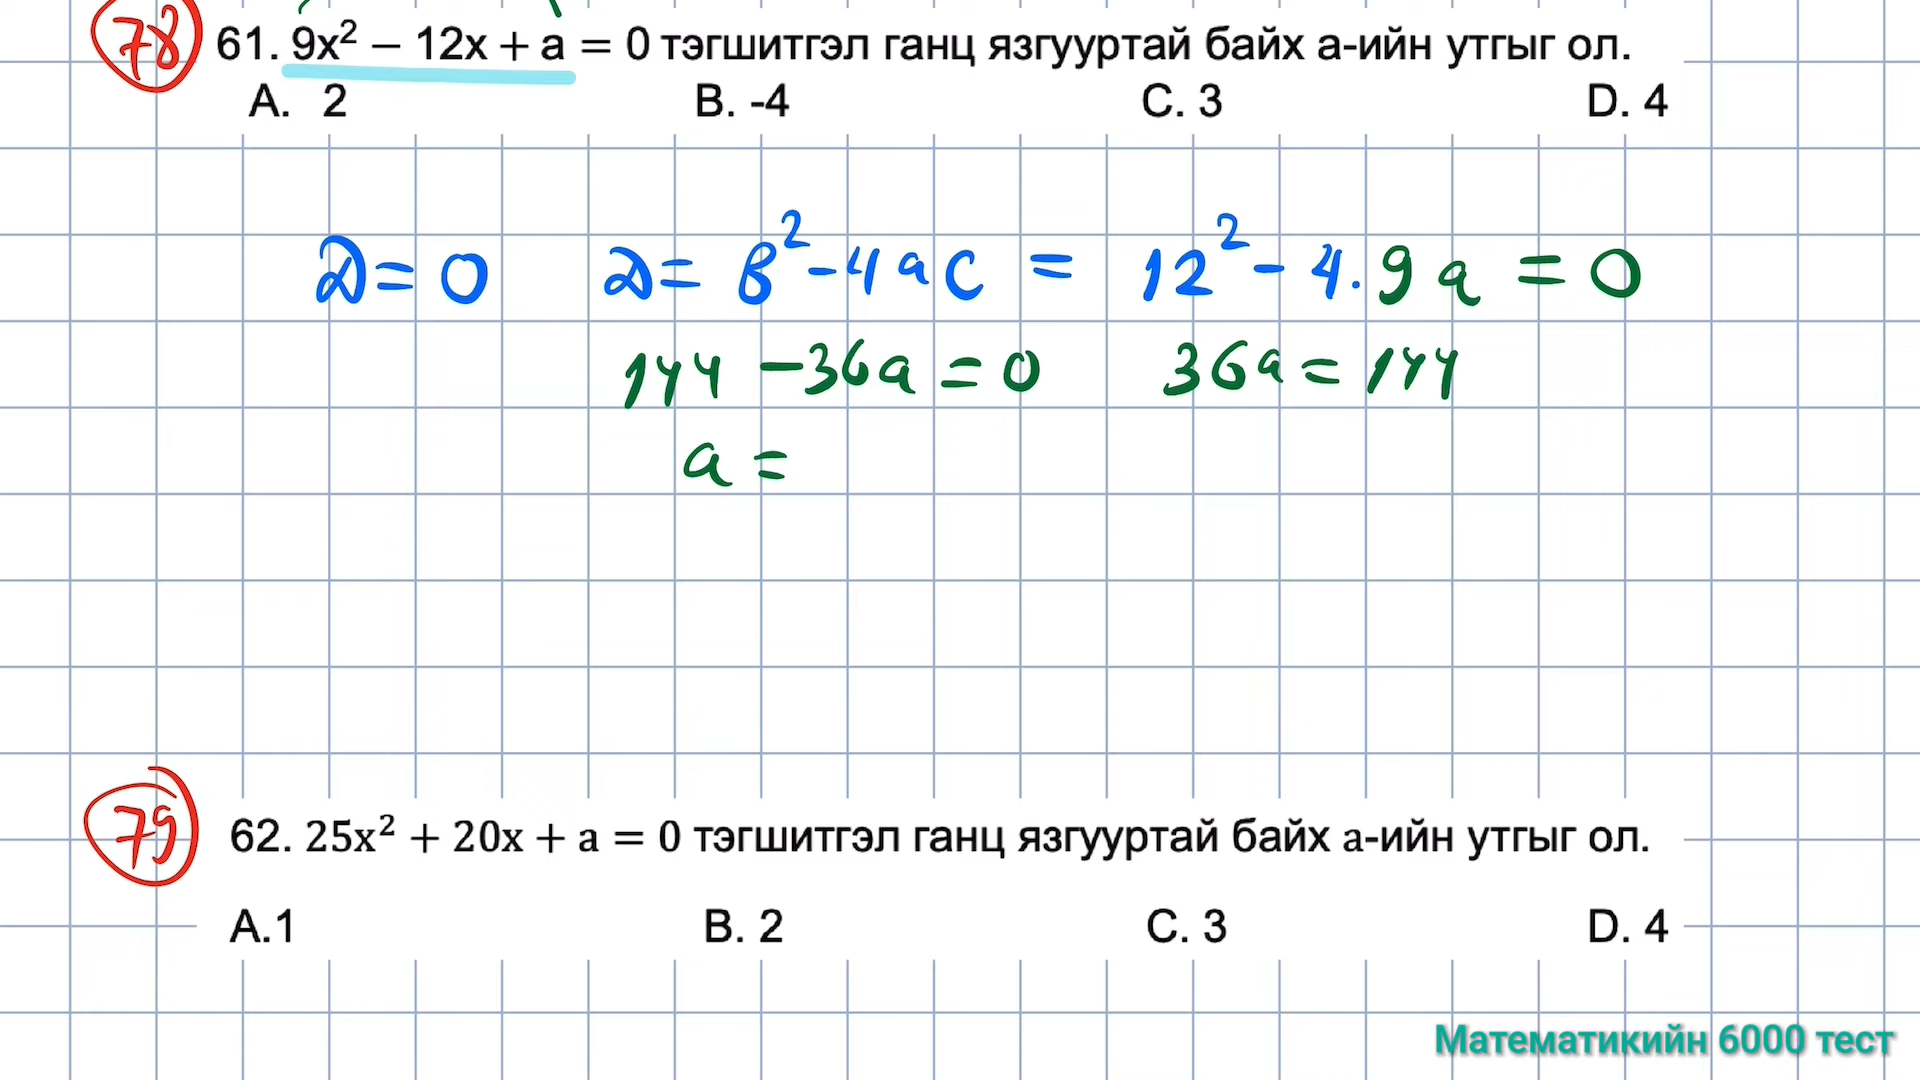 78
61. 9x² − 12x + a = 0 тэгшитгэл ганц язгууртай байх а-ийн утгыг ол.
A. 2 B. -4 C. 3 D. 4
D = 0 D = B² - 4ac = 12² - 4·9a = 0
144 - 36a = 0 36a = 144
a =
79
62. 25x² + 20x + a = 0 тэгшитгэл ганц язгууртай байх a-ийн утгыг ол.
A.1 B. 2 C. 3 D. 4
Математикийн 6000 тест